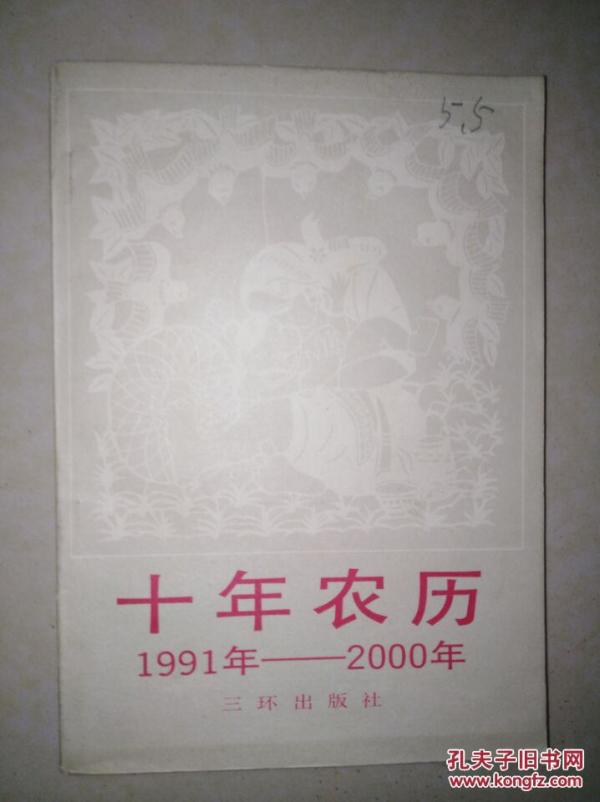 5.5
十年农历
1991年——2000年
三环出版社
孔夫子旧书网
www.kongfz.com